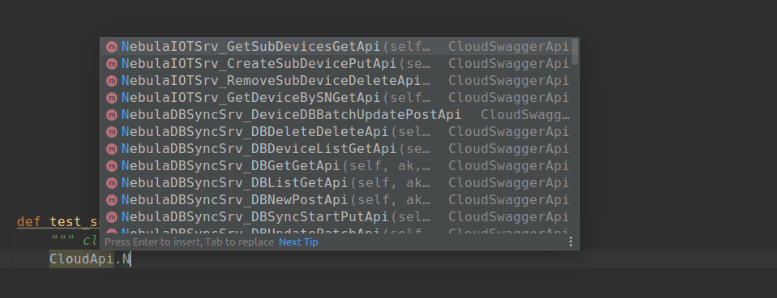 NebulaIOTSrv_GetSubDevicesGetApi(self… CloudSwaggerApi
NebulaIOTSrv_CreateSubDevicePutApi(se… CloudSwaggerApi
NebulaIOTSrv_RemoveSubDeviceDeleteApi… CloudSwaggerApi
NebulaIOTSrv_GetDeviceBySNGetApi(self… CloudSwaggerApi
NebulaDBSyncSrv_DeviceDBBatchUpdatePostApi CloudSwagg…
NebulaDBSyncSrv_DBDeleteDeleteApi(sel… CloudSwaggerApi
NebulaDBSyncSrv_DBDeviceListGetApi(se… CloudSwaggerApi
NebulaDBSyncSrv_DBGetGetApi(self, ak,… CloudSwaggerApi
NebulaDBSyncSrv_DBListGetApi(self, ak… CloudSwaggerApi
NebulaDBSyncSrv_DBNewPostApi(self, ak… CloudSwaggerApi
NebulaDBSyncSrv_DBSyncStartPutApi(sel… CloudSwaggerApi
NebulaDBSyncSrv_DBUpdatePatchApi(self… CloudSwaggerApi
Press Enter to insert, Tab to replace Next Tip
def test_s
""" cl
CloudApi.N